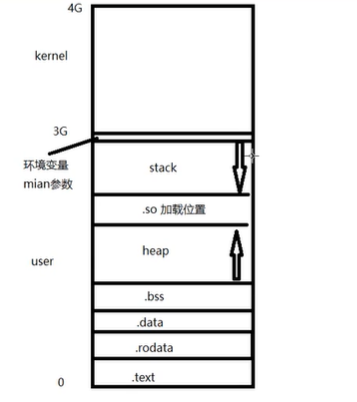 4G
kernel
3G
环境变量
mian参数
stack
.so 加载位置
heap
user
.bss
.data
.rodata
.text
0